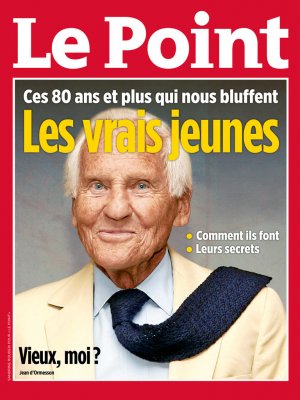 Le Point
Ces 80 ans et plus qui nous bluffent
Les vrais jeunes
• Comment ils font
• Leurs secrets
Vieux, moi ?
Jean d'Ormesson